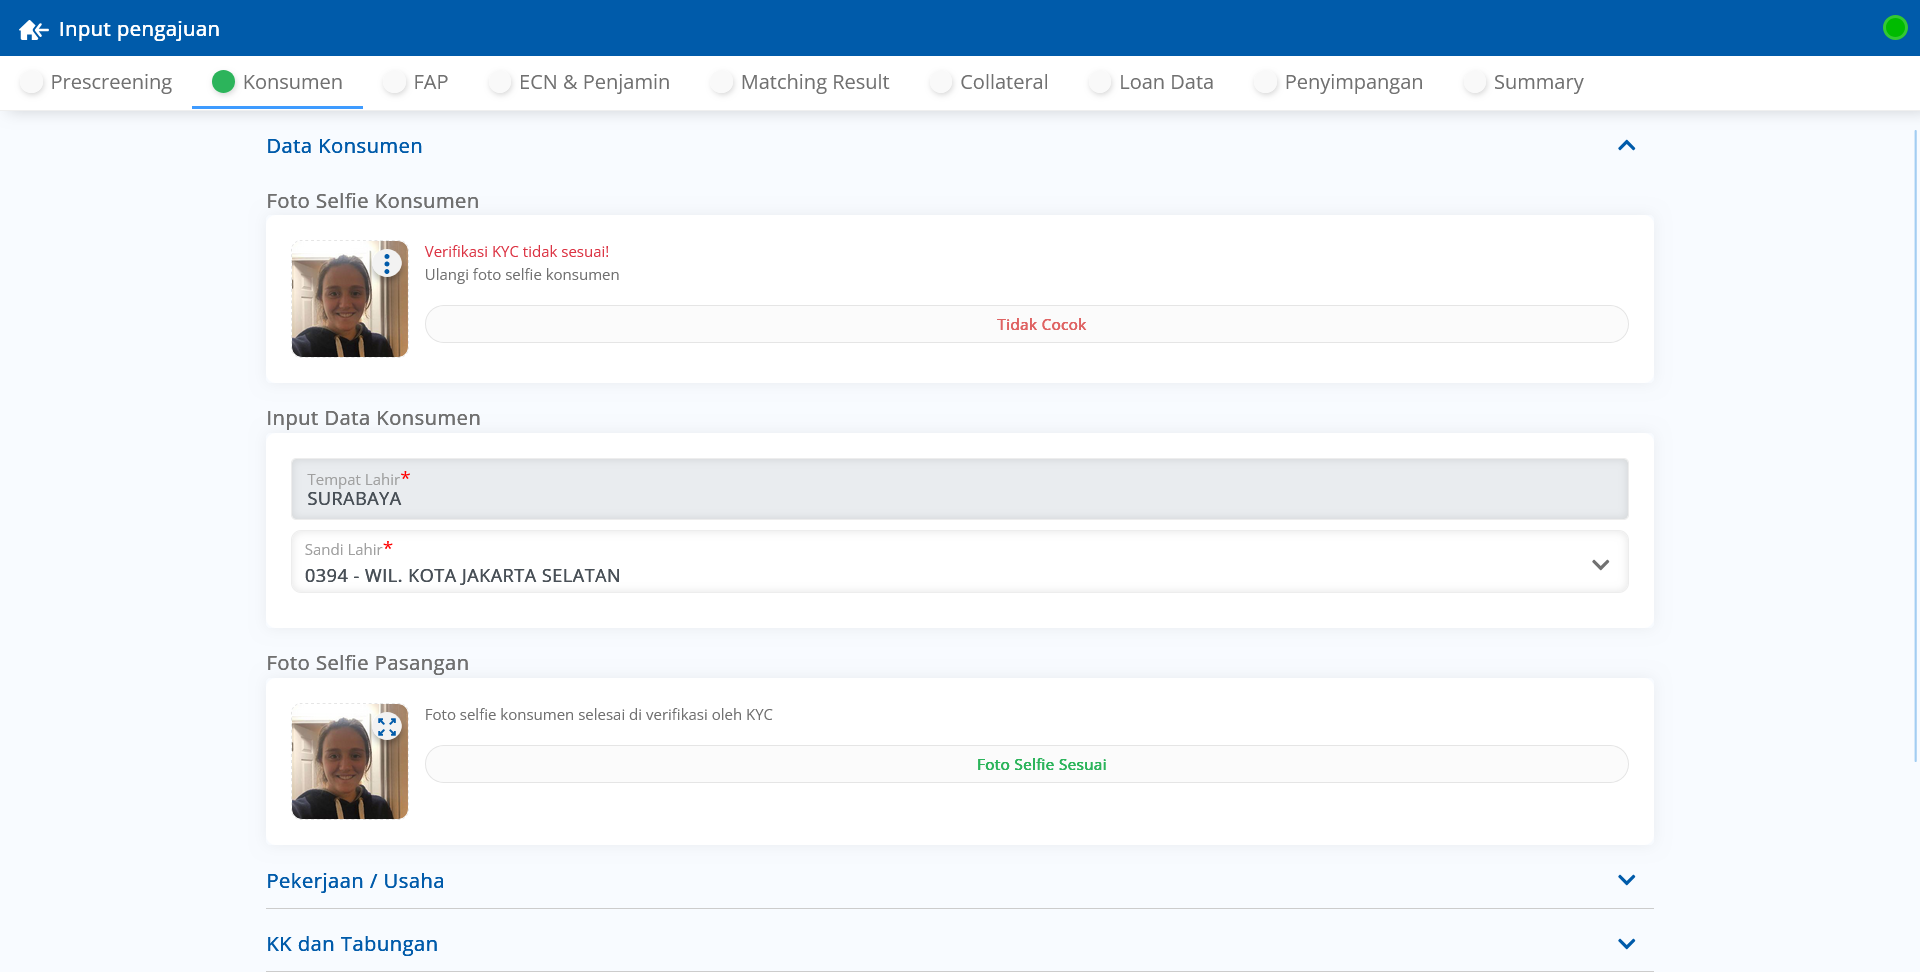 Input pengajuan
Prescreening
Konsumen
FAP
ECN & Penjamin
Matching Result
Collateral
Loan Data
Penyimpangan
Summary
Data Konsumen
Foto Selfie Konsumen
Verifikasi KYC tidak sesuai!
Ulangi foto selfie konsumen
Tidak Cocok
Input Data Konsumen
Tempat Lahir*
SURABAYA
Sandi Lahir*
0394 - WIL. KOTA JAKARTA SELATAN
Foto Selfie Pasangan
Foto selfie konsumen selesai di verifikasi oleh KYC
Foto Selfie Sesuai
Pekerjaan / Usaha
KK dan Tabungan